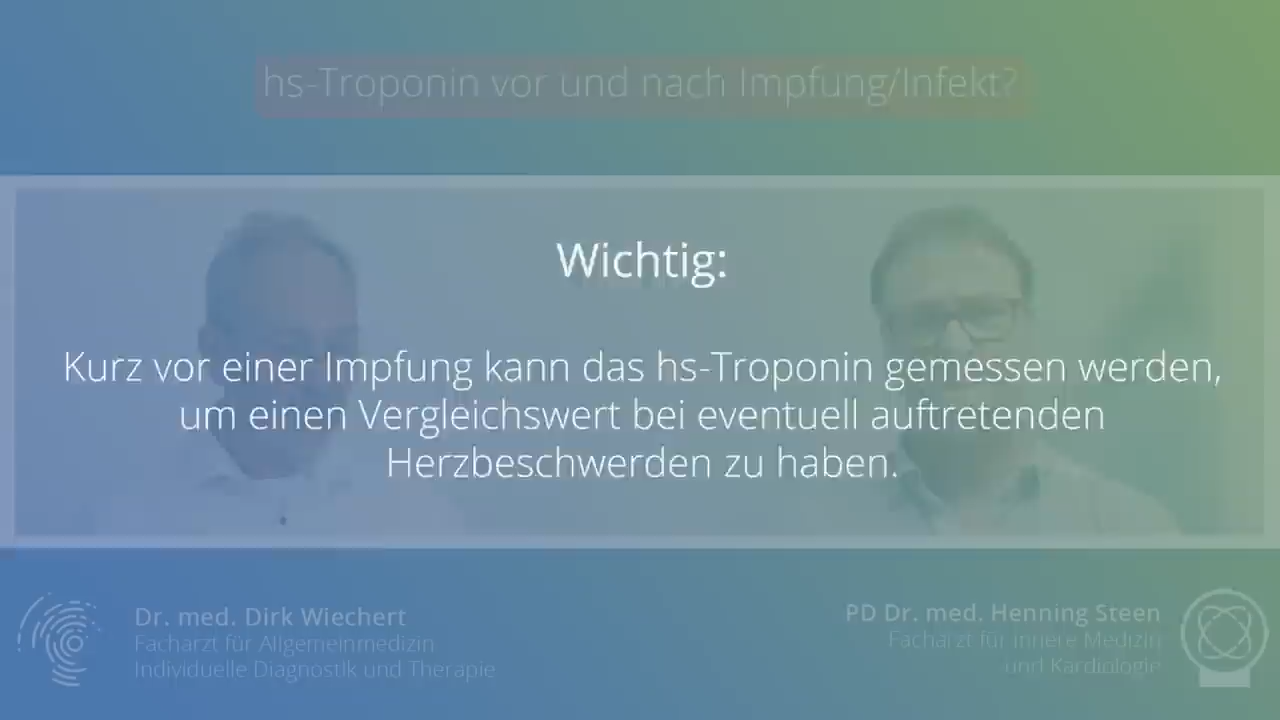 hs-Troponin vor und nach Impfung/Infekt?
Wichtig:
Kurz vor einer Impfung kann das hs-Troponin gemessen werden,
um einen Vergleichswert bei eventuell auftretenden
Herzbeschwerden zu haben.
Dr. med. Dirk Wiechert
Facharzt für Allgemeinmedizin
Individuelle Diagnostik und Therapie
PD Dr. med. Henning Steen
Facharzt für Innere Medizin
und Kardiologie